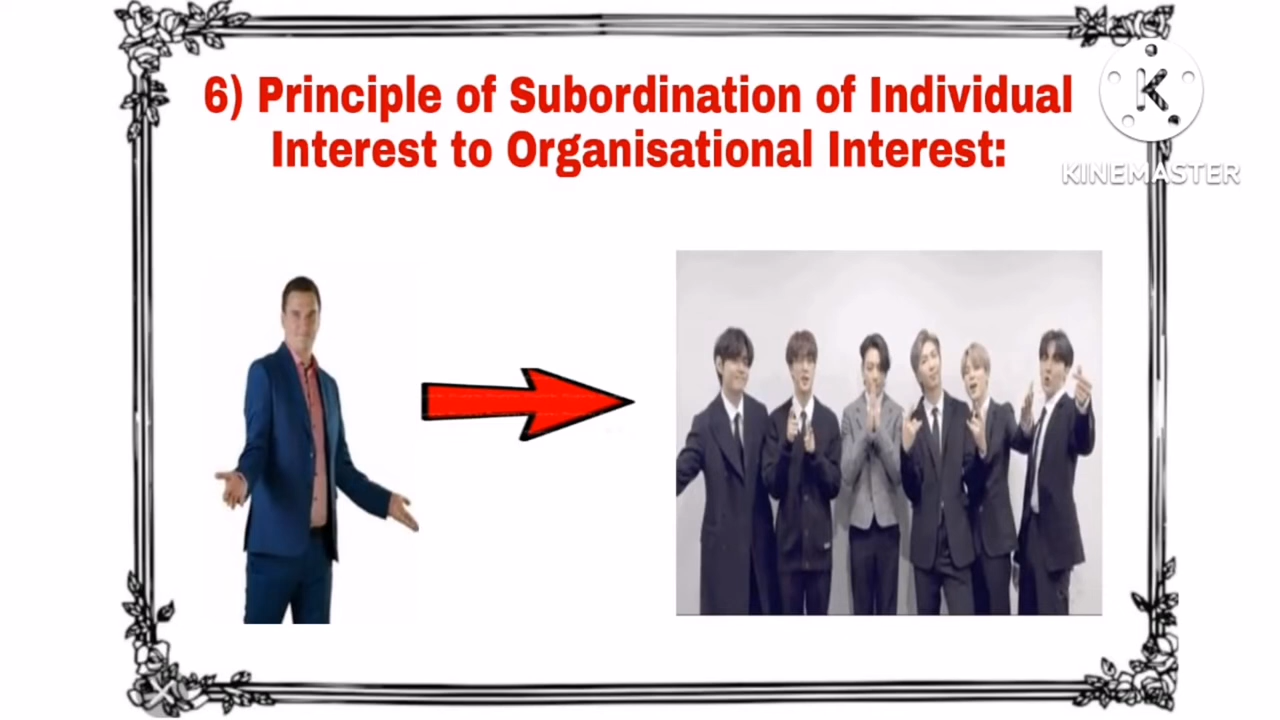 6) Principle of Subordination of Individual
Interest to Organisational Interest:
K
KINEMASTER